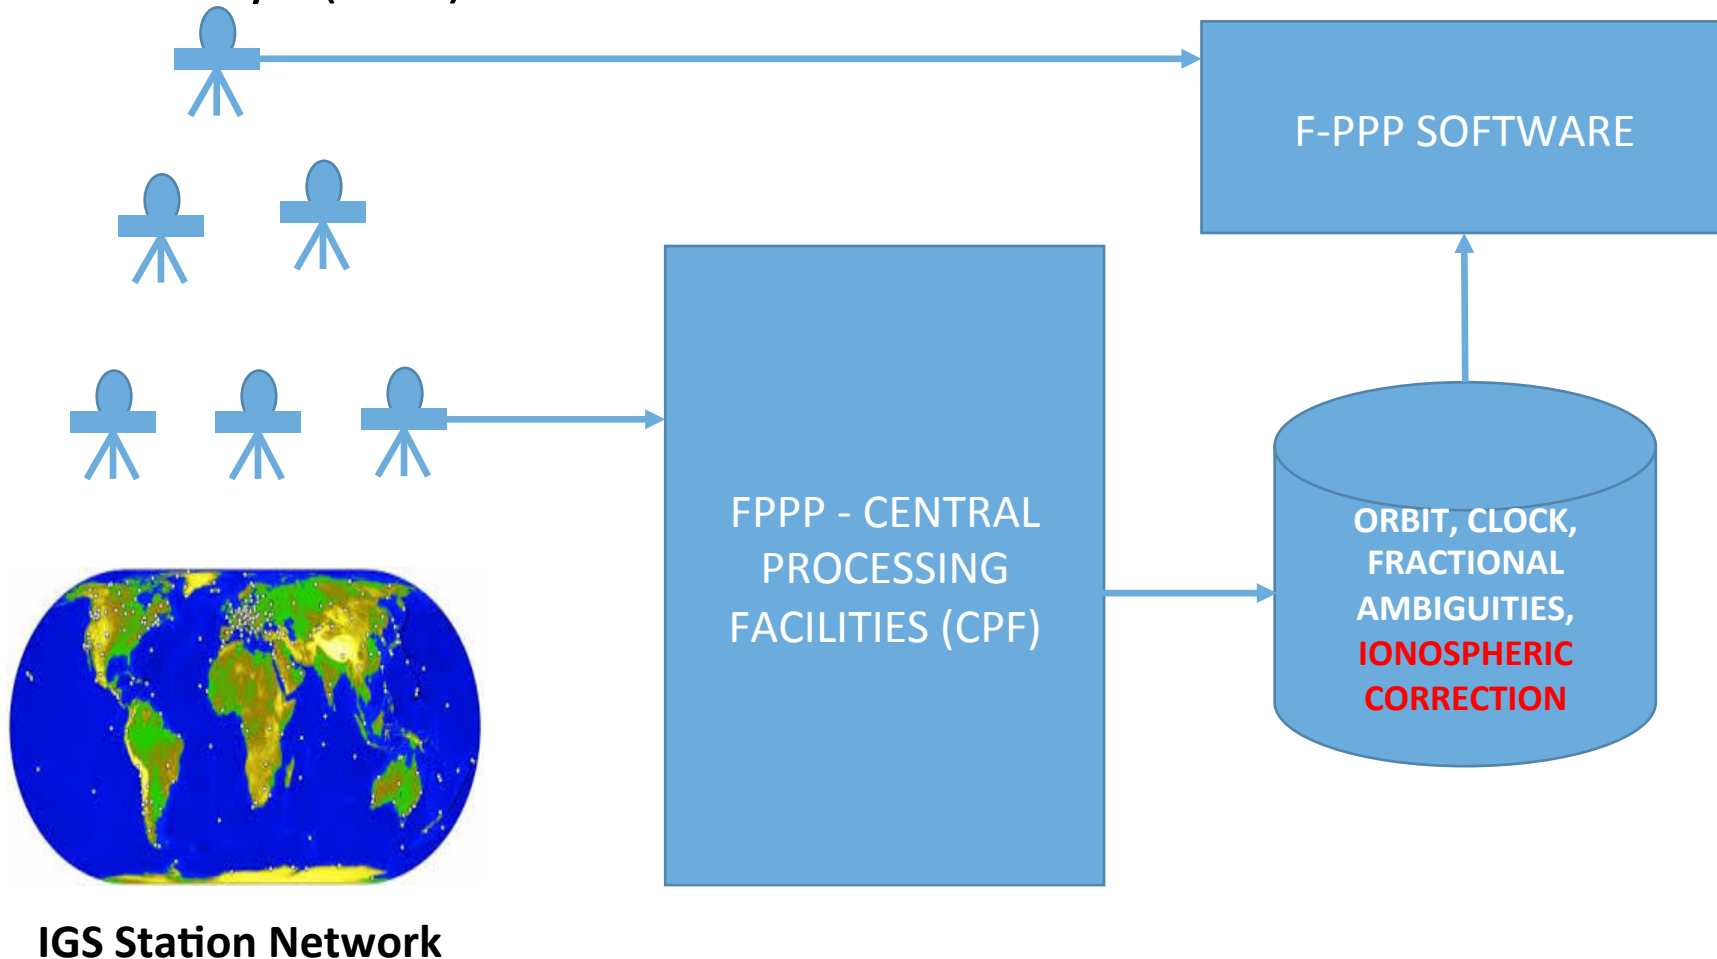 F-PPP SOFTWARE
FPPP - CENTRAL
PROCESSING
FACILITIES (CPF)
ORBIT, CLOCK,
FRACTIONAL
AMBIGUITIES,
IONOSPHERIC
CORRECTION
IGS Station Network